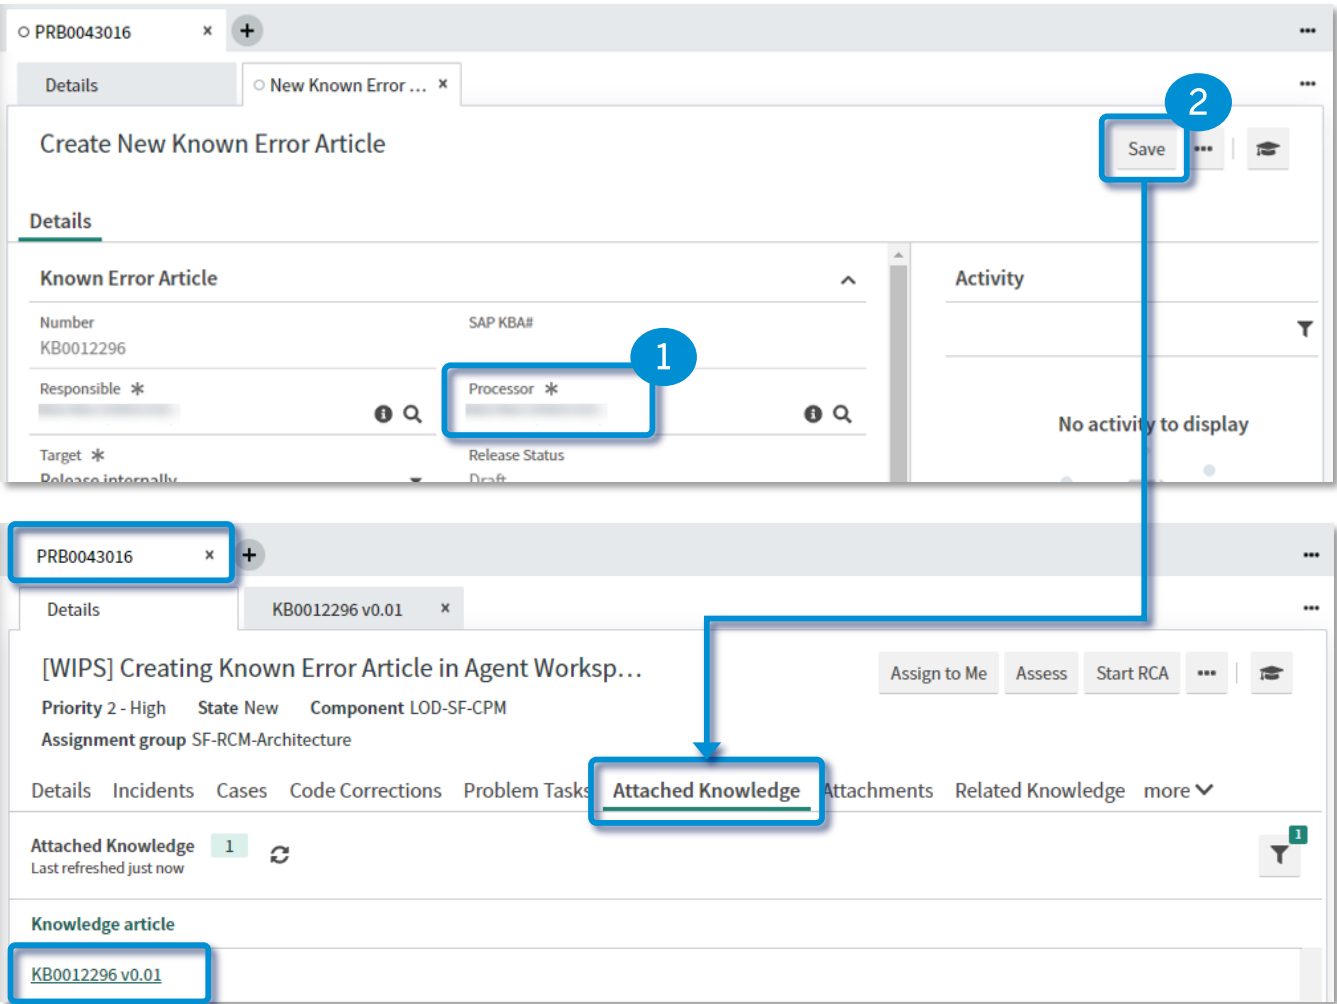 PRB0043016
Details
New Known Error ...
2
Create New Known Error Article
Save
Details
Known Error Article
Activity
Number
SAP KBA#
KB0012296
1
Responsible *
Processor *
No activity to display
Target *
Release Status
Release internally
Draft
PRB0043016
Details
KB0012296 v0.01
[WIPS] Creating Known Error Article in Agent Worksp...
Assign to Me
Assess
Start RCA
Priority 2 - High State New Component LOD-SF-CPM
Assignment group SF-RCM-Architecture
Details Incidents Cases Code Corrections Problem Tasks Attached Knowledge Attachments Related Knowledge more
Attached Knowledge 1
1
Last refreshed just now
Knowledge article
KB0012296 v0.01